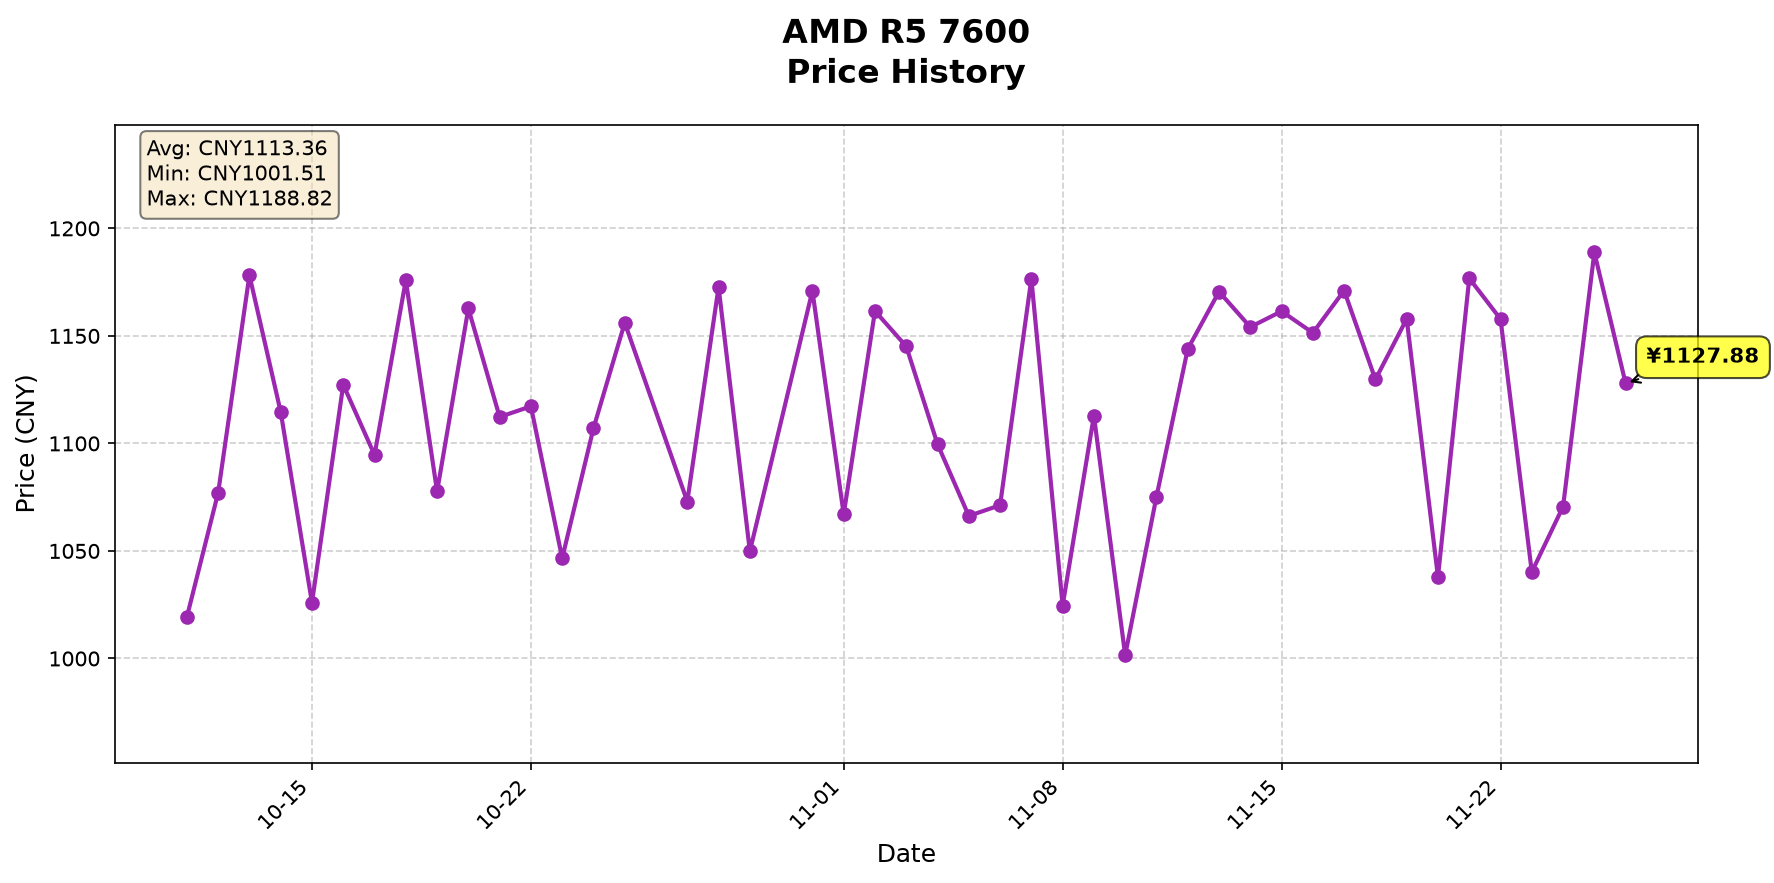 AMD R5 7600
Price History
Avg: CNY1113.36
Min: CNY1001.51
Max: CNY1188.82
1200
1150
1100
1050
1000
Price (CNY)
¥1127.88
10-15
10-22
11-01
11-08
11-15
11-22
Date